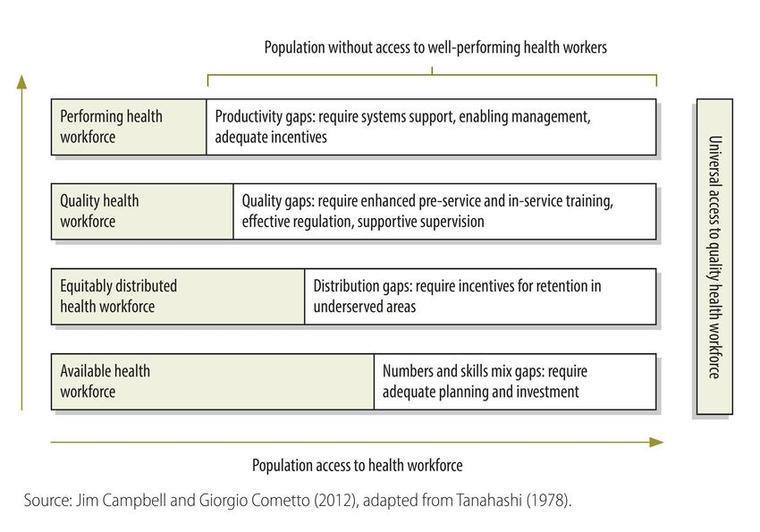 Population without access to well-performing health workers
Performing health
workforce
Productivity gaps: require systems support, enabling management,
adequate incentives
Quality health
workforce
Quality gaps: require enhanced pre-service and in-service training,
effective regulation, supportive supervision
Equitably distributed
health workforce
Distribution gaps: require incentives for retention in
underserved areas
Available health
workforce
Numbers and skills mix gaps: require
adequate planning and investment
Universal access to quality health workforce
Population access to health workforce
Source: Jim Campbell and Giorgio Cometto (2012), adapted from Tanahashi (1978).